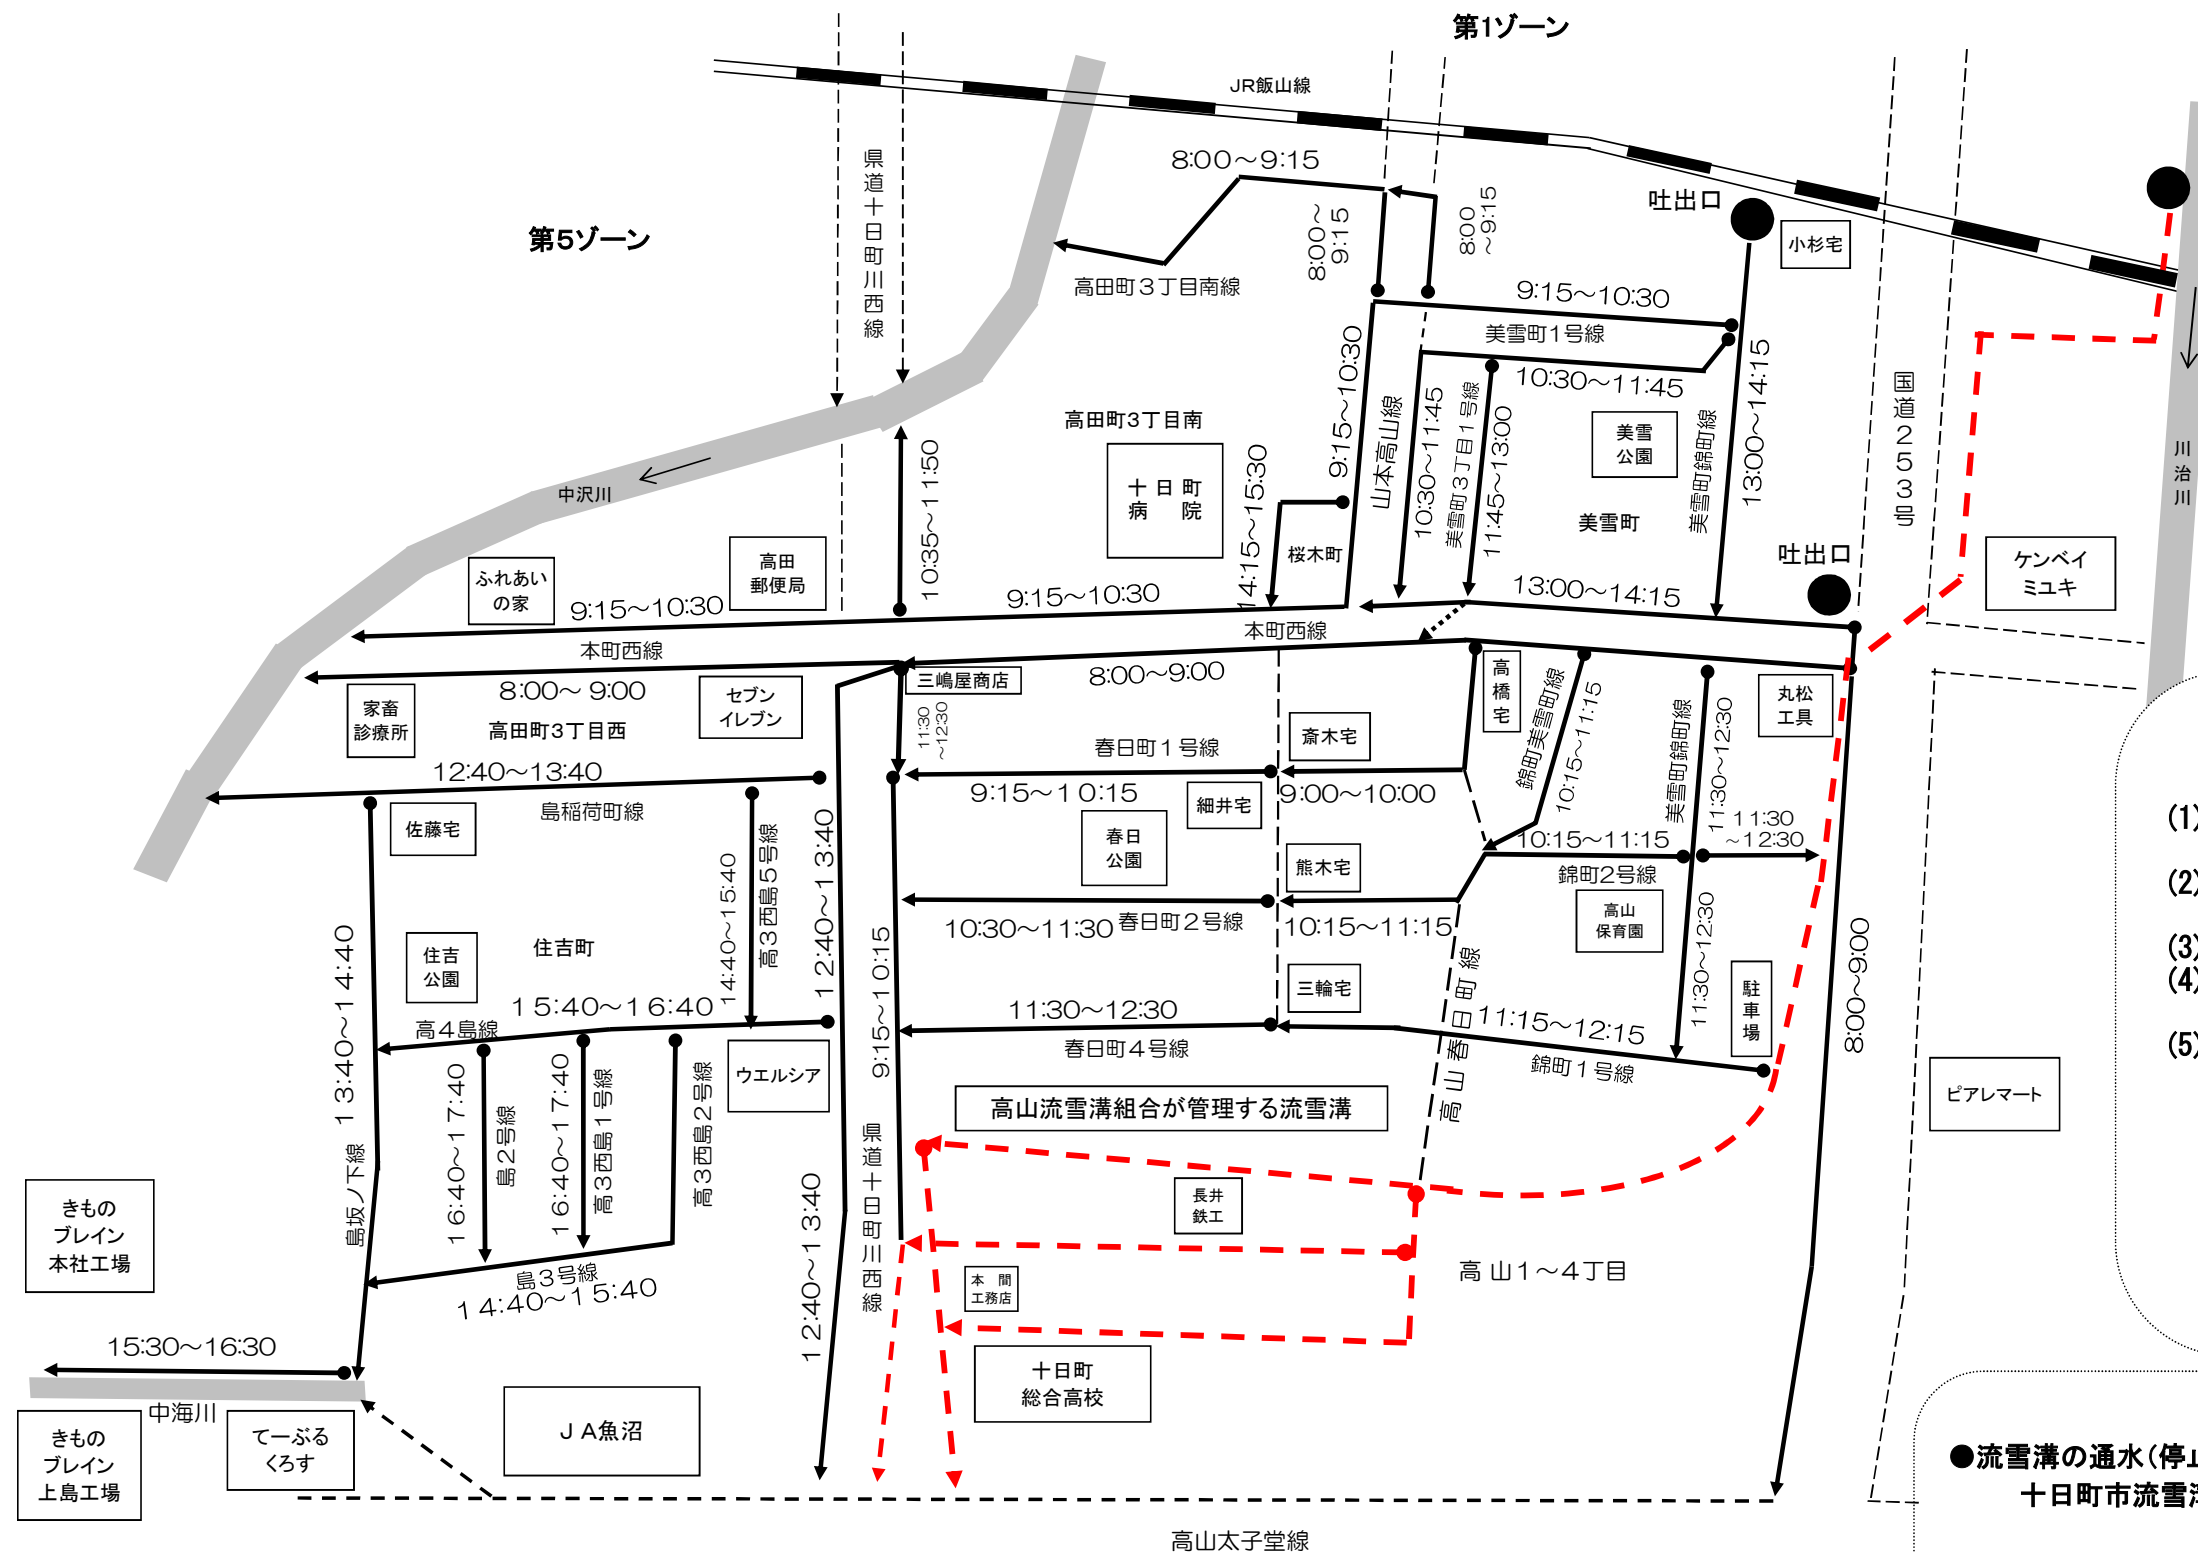 第1ゾーン
JR飯山線
県道十日町川西線
8:00～9:15
吐出口
小杉宅
8:00～
9:15
8:00
～9:15
第5ゾーン
高田町３丁目南線
9:15～10:30
美雪町１号線
10:30～11:45
9:15～10:30
山本高山線
10:30～11:45
美雪町３丁目１号線
11:45～13:00
美雪
公園
美雪町錦町線
13:00～14:15
国道２５３号
川治川
高田町3丁目南
十日町
病　院
10:35～11:50
14:15～15:30
桜木町
美雪町
中沢川
吐出口
ケンベイ
ミユキ
ふれあい
の家
高田
郵便局
9:15～10:30
9:15～10:30
13:00～14:15
本町西線
本町西線
8:00～9:00
8:00～ 9:00
家畜
診療所
高田町3丁目西
セブン
イレブン
三嶋屋商店
11:30
～12:30
高橋宅
錦町美雪町線
10:15～11:15
美雪町錦町線
11:30～12:30
丸松
工具
斎木宅
春日町１号線
12:40～13:40
島稲荷町線
9:15～10:15
細井宅
9:00～10:00
佐藤宅
春日
公園
10:15～11:15
11:30
～12:30
(1)
熊木宅
錦町2号線
(2)
高山
保育園
14:40～15:40
高３西島５号線
12:40～13:40
10:30～11:30
春日町２号線
10:15～11:15
11:30～12:30
8:00～9:00
(3)
(4)
(5)
13:40～14:40
住吉
公園
住吉町
15:40～16:40
高４島線
9:15～10:15
三輪宅
11:30～12:30
春日町４号線
高山春日町線
11:15～12:15
錦町１号線
駐車場
16:40～17:40
島２号線
16:40～17:40
高３西島１号線
高３西島２号線
ウエルシア
ピアレマート
高山流雪溝組合が管理する流雪溝
島坂ノ下線
12:40～13:40
県道十日町川西線
長井
鉄工
高山１～４丁目
きもの
ブレイン
本社工場
島３号線
14:40～15:40
本　間
工務店
15:30～16:30
十日町
総合高校
中海川
きもの
ブレイン
上島工場
てーぶる
くろす
ＪＡ魚沼
●流雪溝の通水(停止
十日町市流雪溝
高山太子堂線